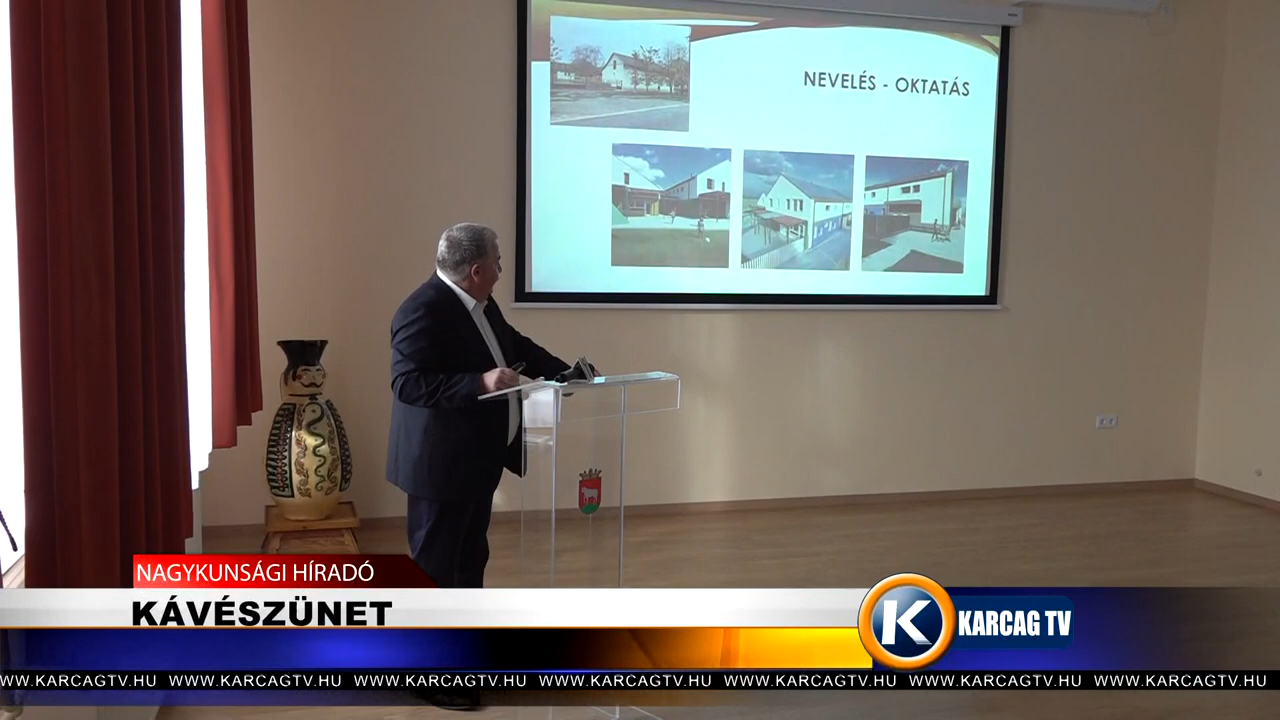 NEVELÉS - OKTATÁS
NAGYKUNSÁGI HÍRADÓ
KÁVÉSZÜNET
K KARCAG TV
WWW.KARCAGTV.HU WWW.KARCAGTV.HU WWW.KARCAGTV.HU WWW.KARCAGTV.HU WWW.KARCAGTV.HU WWW.KARCAGTV.HU WWW.KARCAGTV.HU